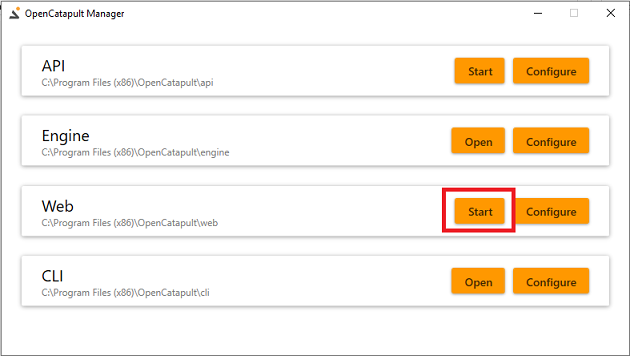 OpenCatapult Manager
API
Start
Configure
C:\Program Files (x86)\OpenCatapult\api
Engine
Open
Configure
C:\Program Files (x86)\OpenCatapult\engine
Web
Start
Configure
C:\Program Files (x86)\OpenCatapult\web
CLI
Open
Configure
C:\Program Files (x86)\OpenCatapult\cli